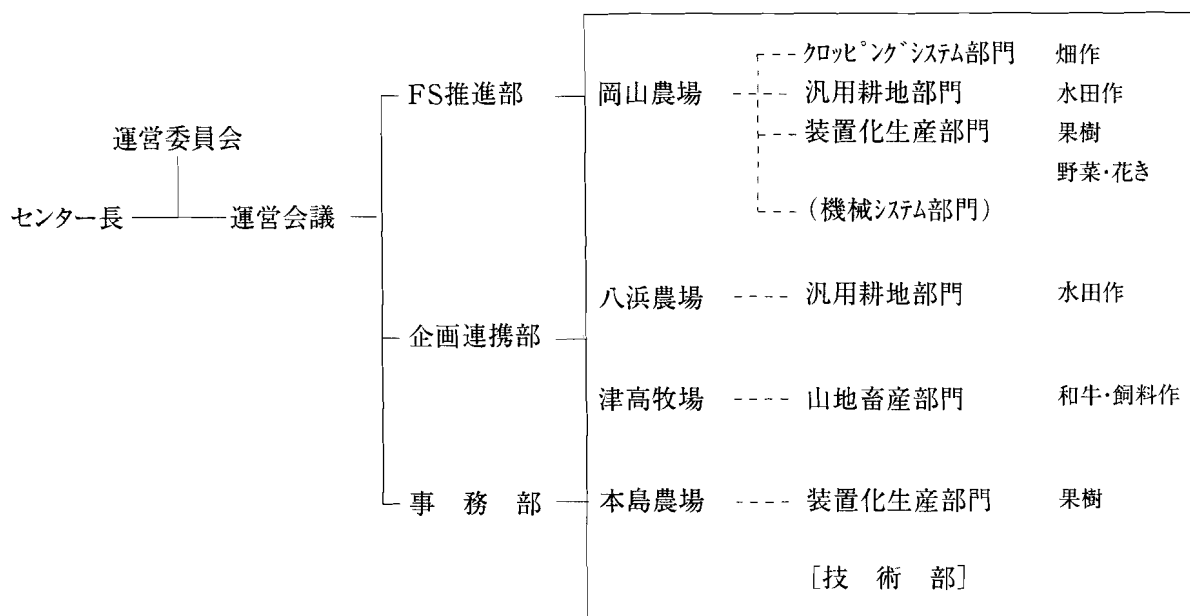 FS推進部 岡山農場 クロッピングシステム部門 畑作
汎用耕地部門 水田作
装置化生産部門 果樹
野菜・花き
(機械システム部門)
運営委員会
センター長 運営会議
八浜農場 汎用耕地部門 水田作
企画連携部
津高牧場 山地畜産部門 和牛・飼料作
事務部 本島農場 装置化生産部門 果樹
[技術部]